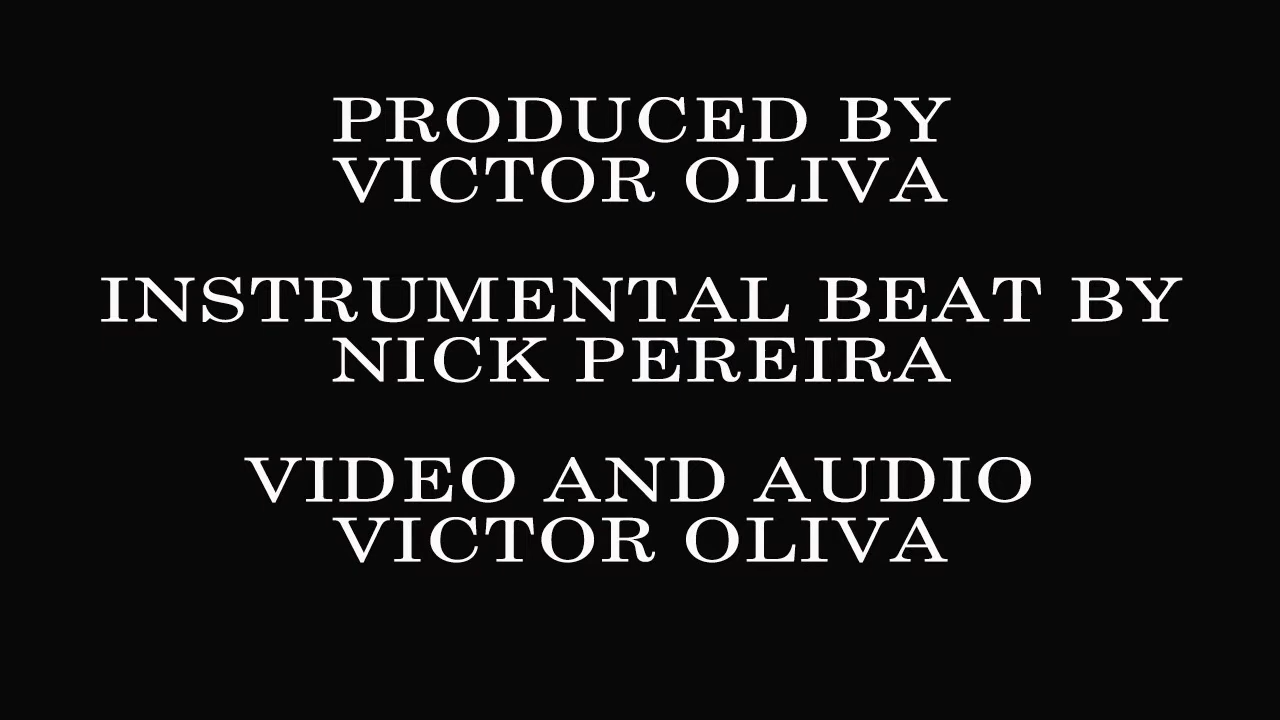 PRODUCED BY
VICTOR OLIVA
INSTRUMENTAL BEAT BY
NICK PEREIRA
VIDEO AND AUDIO
VICTOR OLIVA